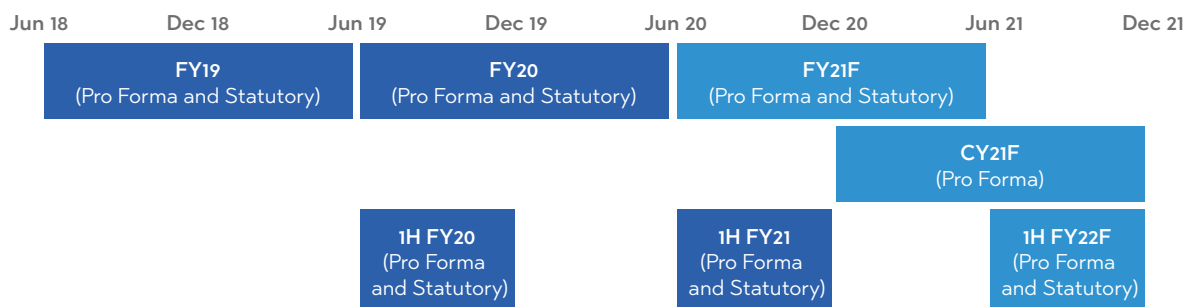 Jun 18 Dec 18 Jun 19 Dec 19 Jun 20 Dec 20 Jun 21 Dec 21
FY19
(Pro Forma and Statutory)
FY20
(Pro Forma and Statutory)
FY21F
(Pro Forma and Statutory)
CY21F
(Pro Forma)
1H FY20
(Pro Forma
and Statutory)
1H FY21
(Pro Forma
and Statutory)
1H FY22F
(Pro Forma
and Statutory)